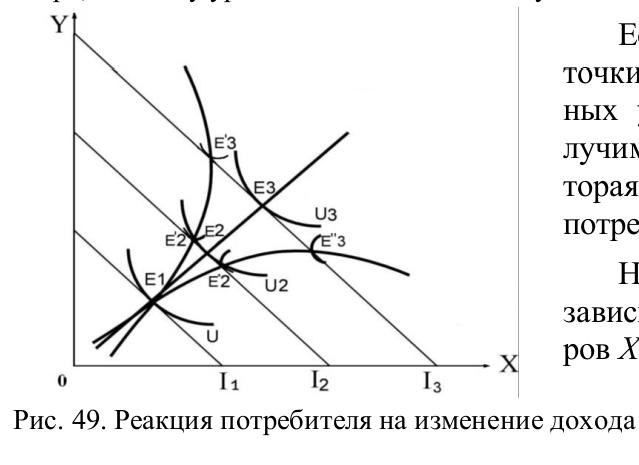 Y
E'3
E3
U3
E'2
E2
E"3
E1
E'2
U2
U
X
0
I1
I2
I3
точки
ных
лучим
торая
потре
Н
завис
ров X
Рис. 49. Реакция потребителя на изменение дохода